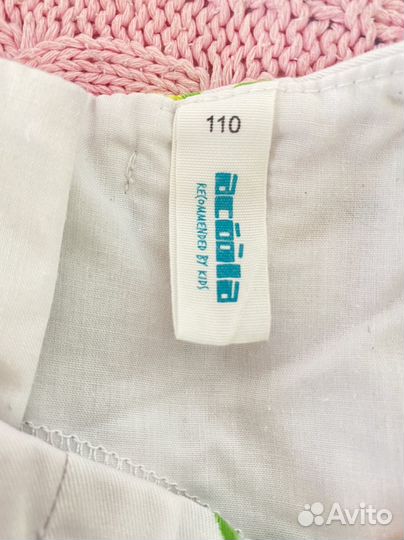 110
acoola
RECOMMENDED BY KIDS
Avito